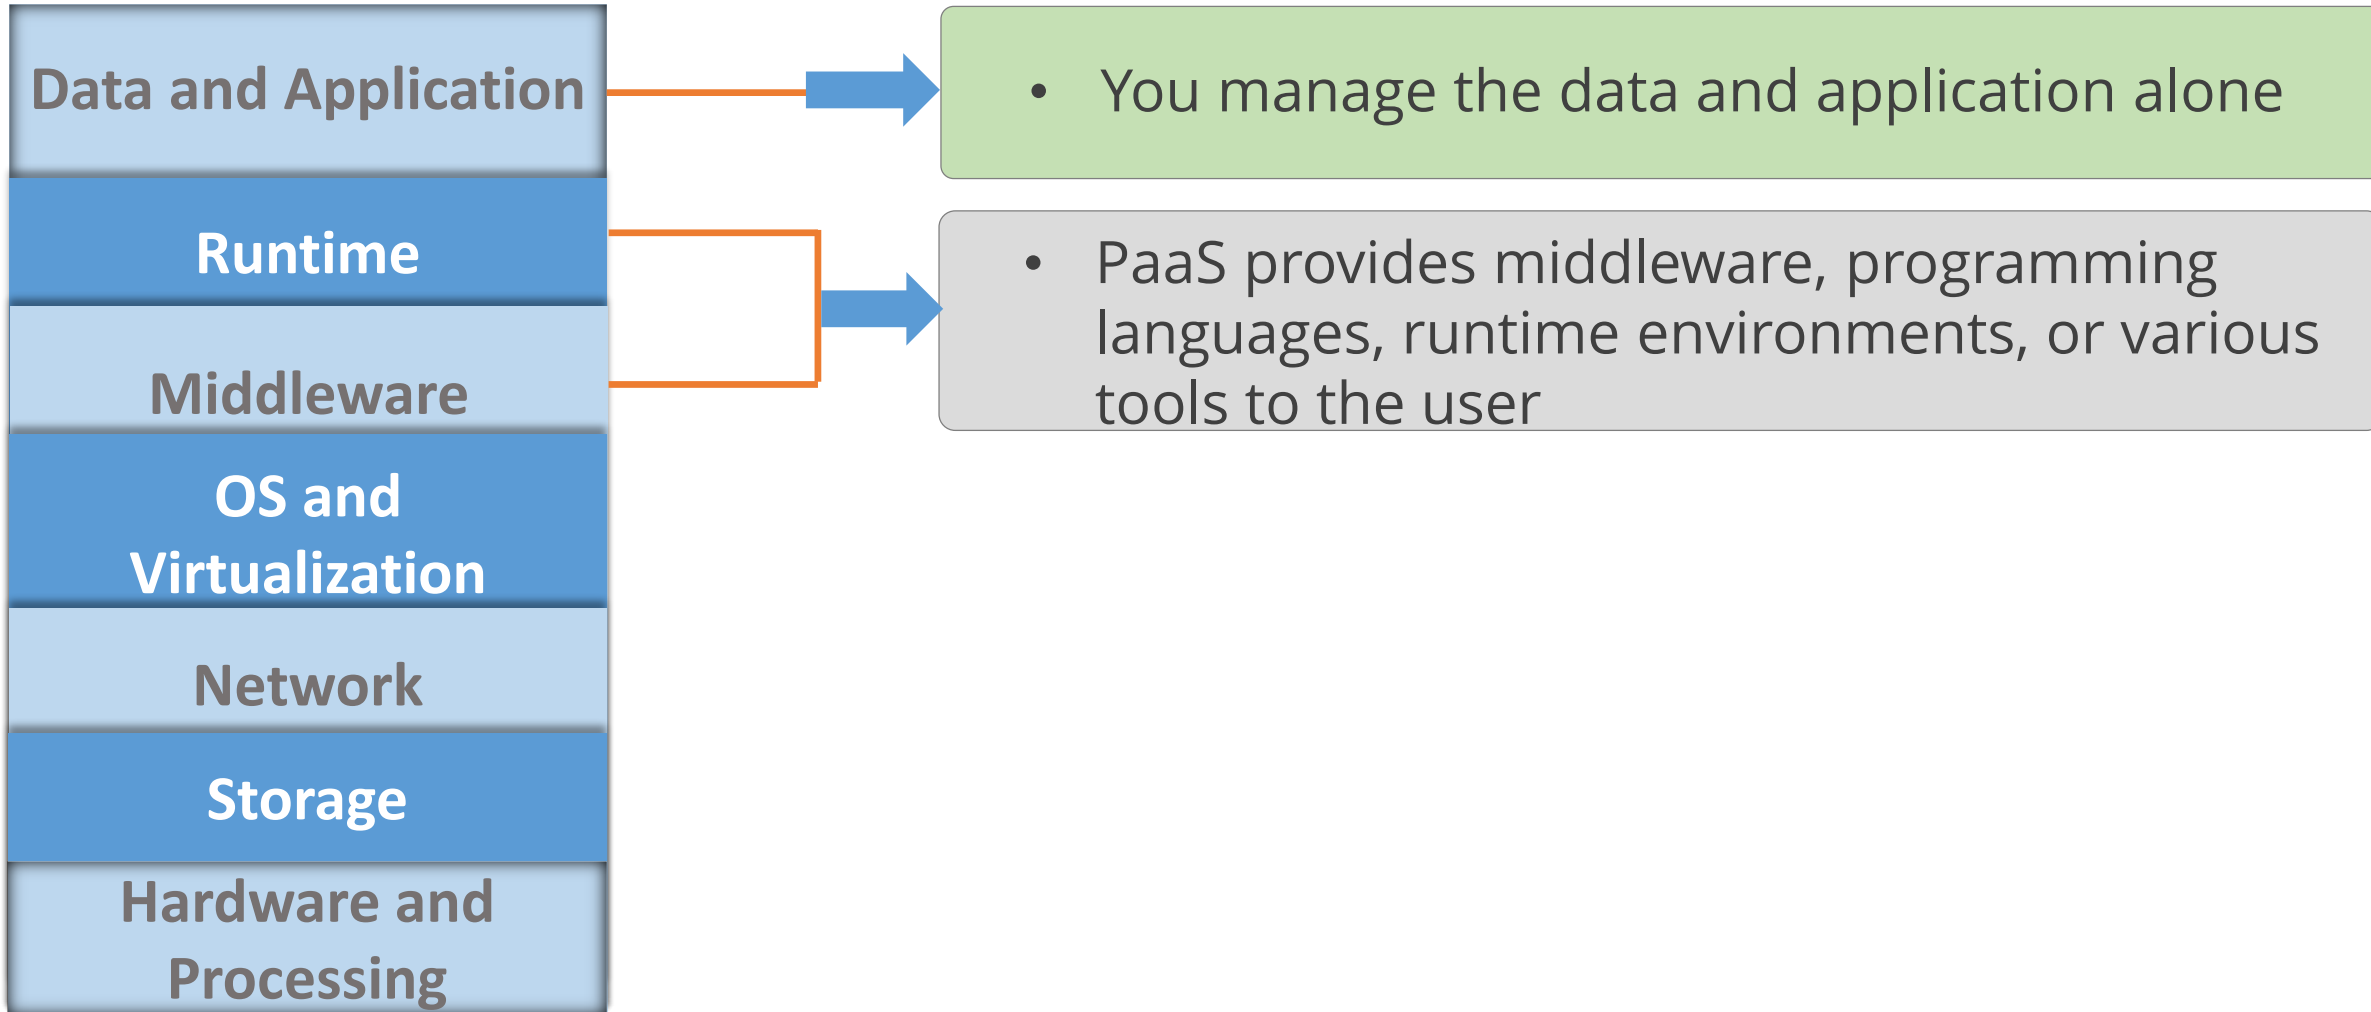 Data and Application
• You manage the data and application alone
Runtime
Middleware
• PaaS provides middleware, programming
languages, runtime environments, or various
tools to the user
OS and
Virtualization
Network
Storage
Hardware and
Processing